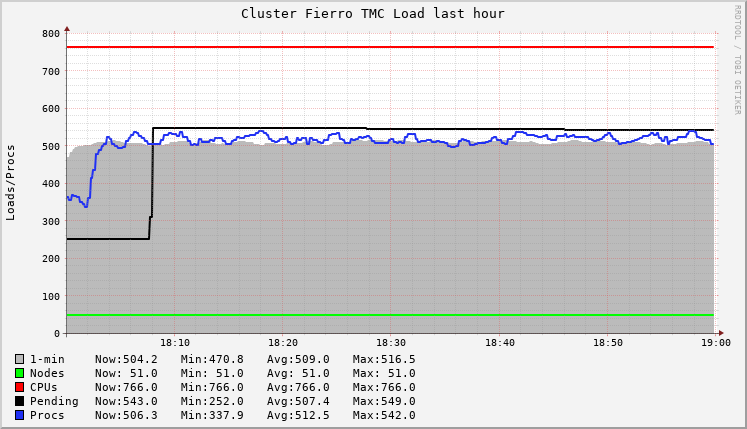 Cluster Fierro TMC Load last hour
RRDTOOL / TOBI OETIKER
Loads/Procs
800
700
600
500
400
300
200
100
0
18:10 18:20 18:30 18:40 18:50 19:00
1-min Now:504.2 Min:470.8 Avg:509.0 Max:516.5
Nodes Now: 51.0 Min: 51.0 Avg: 51.0 Max: 51.0
CPUs Now:766.0 Min:766.0 Avg:766.0 Max:766.0
Pending Now:543.0 Min:252.0 Avg:507.4 Max:549.0
Procs Now:506.3 Min:337.9 Avg:512.5 Max:542.0